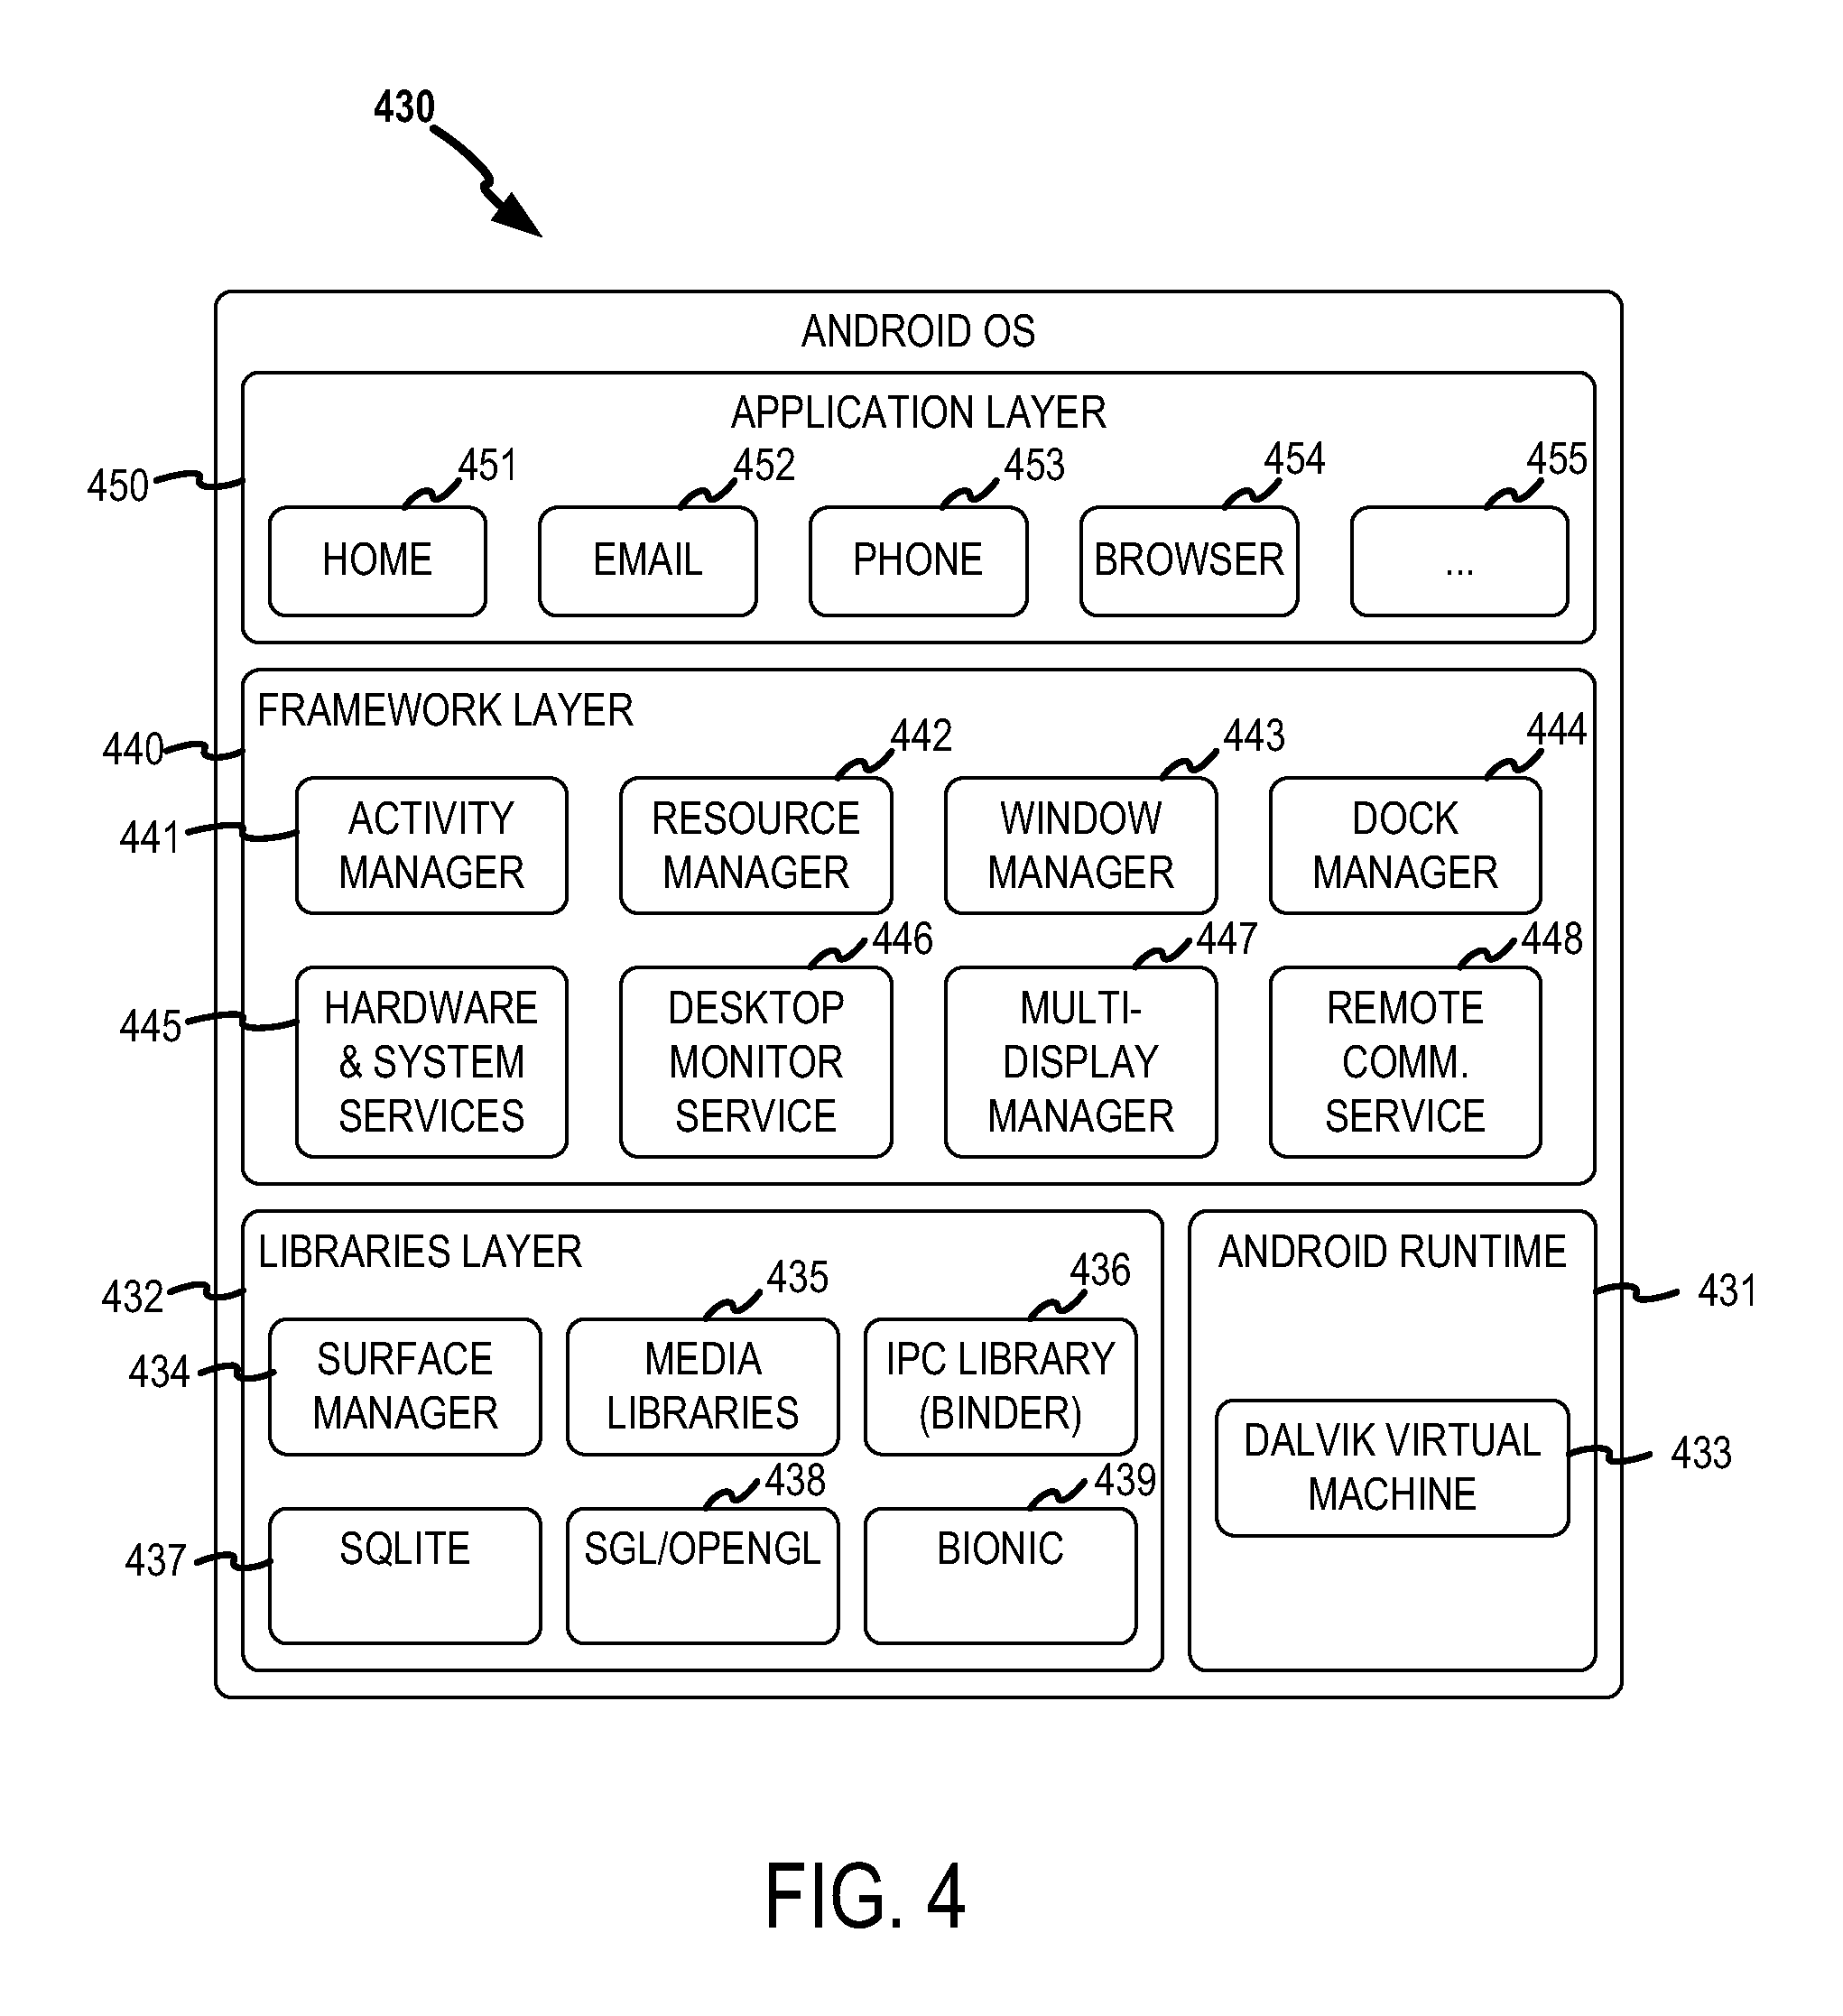 430
ANDROID OS
APPLICATION LAYER
450
451
452
453
454
455
HOME
EMAIL
PHONE
BROWSER
...
FRAMEWORK LAYER
440
442
443
444
441
ACTIVITY
MANAGER
RESOURCE
MANAGER
WINDOW
MANAGER
DOCK
MANAGER
446
447
448
445
HARDWARE
& SYSTEM
SERVICES
DESKTOP
MONITOR
SERVICE
MULTI-
DISPLAY
MANAGER
REMOTE
COMM.
SERVICE
LIBRARIES LAYER
432
435
436
434
SURFACE
MANAGER
MEDIA
LIBRARIES
IPC LIBRARY
(BINDER)
438
439
437
SQLITE
SGL/OPENGL
BIONIC
ANDROID RUNTIME
431
DALVIK VIRTUAL
MACHINE
433
FIG. 4